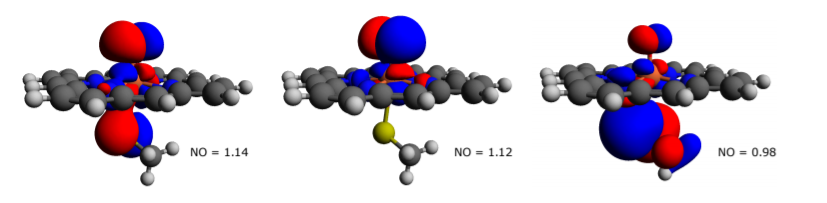 NO = 1.14
NO = 1.12
NO = 0.98